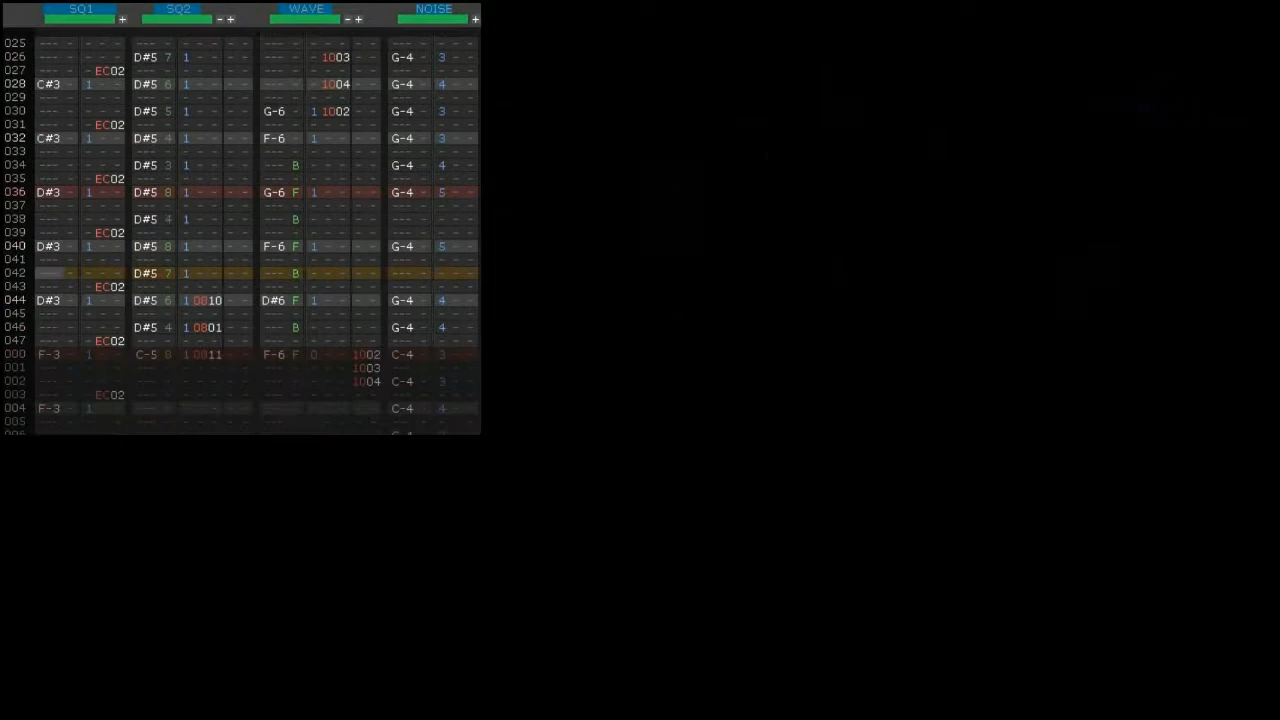 SQ1 + SQ2 - + WAVE - + NOISE +
025 --- - - - - --- - - - - - - --- - - - - - - --- - - - -
026 --- - - - - D#5 7 1 - - - - --- - - 1003 - - G-4 - 3 - -
027 --- - - EC02 --- - - - - - - --- - - - - - - --- - - - -
028 C#3 - 1 - - D#5 6 1 - - - - --- - - 1004 - - G-4 - 4 - -
029 --- - - - - --- - - - - - - --- - - - - - - --- - - - -
030 --- - - - - D#5 5 1 - - - - G-6 - 1 1002 - - G-4 - 3 - -
031 --- - - EC02 --- - - - - - - --- - - - - - - --- - - - -
032 C#3 - 1 - - D#5 4 1 - - - - F-6 - 1 - - - - G-4 - 3 - -
033 --- - - - - --- - - - - - - --- - - - - - - --- - - - -
034 --- - - - - D#5 3 1 - - - - --- B - - - - - G-4 - 4 - -
035 --- - - EC02 --- - - - - - - --- - - - - - - --- - - - -
036 D#3 - 1 - - D#5 8 1 - - - - G-6 F 1 - - - - G-4 - 5 - -
037 --- - - - - --- - - - - - - --- - - - - - - --- - - - -
038 --- - - - - D#5 4 1 - - - - --- B - - - - - --- - - - -
039 --- - - EC02 --- - - - - - - --- - - - - - - --- - - - -
040 D#3 - 1 - - D#5 8 1 - - - - F-6 F 1 - - - - G-4 - 5 - -
041 --- - - - - --- - - - - - - --- - - - - - - --- - - - -
042 --- - - - - D#5 7 1 - - - - --- B - - - - - --- - - - -
043 --- - - EC02 --- - - - - - - --- - - - - - - --- - - - -
044 D#3 - 1 - - D#5 6 1 0810 - - D#6 F 1 - - - - G-4 - 4 - -
045 --- - - - - --- - - - - - - --- - - - - - - --- - - - -
046 --- - - - - D#5 4 1 0801 - - --- B - - - - - G-4 - 4 - -
047 --- - - EC02 --- - - - - - - --- - - - - - - --- - - - -
000 F-3 - 1 - - C-5 8 1 0811 - - F-6 F 0 - - 1002 C-4 - 3 - -
001 --- - - - - --- - - - - - - --- - - - - 1003 --- - - - -
002 --- - - - - --- - - - - - - --- - - - - 1004 C-4 - 3 - -
003 --- - - EC02 --- - - - - - - --- - - - - - - --- - - - -
004 F-3 - 1 - - --- - - - - - - --- - - - - - - C-4 - 4 - -
005 --- - - - - --- - - - - - - --- - - - - - - --- - - - -